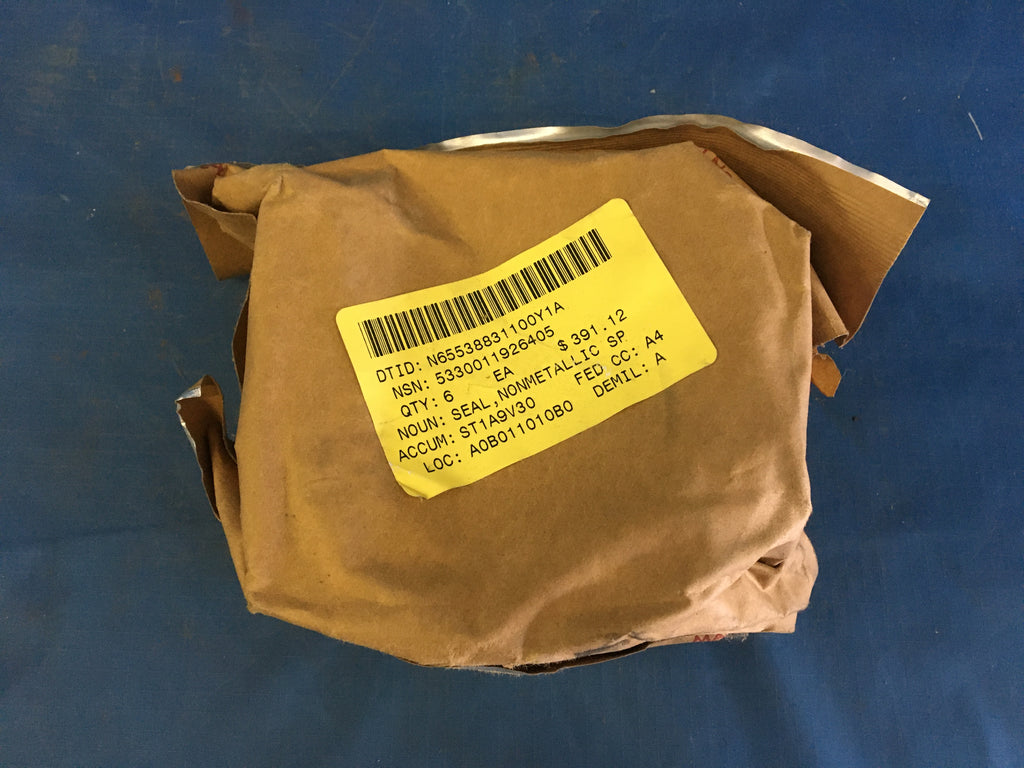 DTID: N65538831100Y1A
NSN: 5330011926405
QTY: 6 EA $391.12
NOUN: SEAL,NONMETALLIC SP
ACCUM: ST1A9V30 FED CC: A4
LOC: A0B011010B0 DEMIL: A